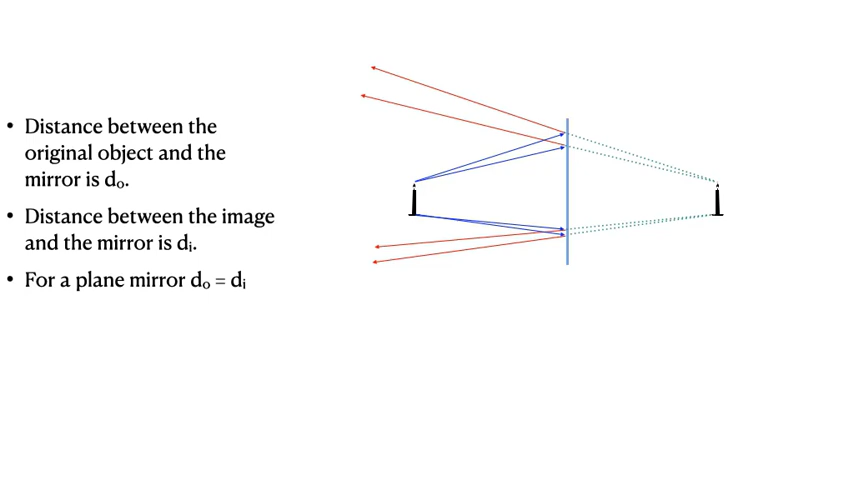 • Distance between the
original object and the
mirror is dₒ.
• Distance between the image
and the mirror is dᵢ.
• For a plane mirror dₒ = dᵢ